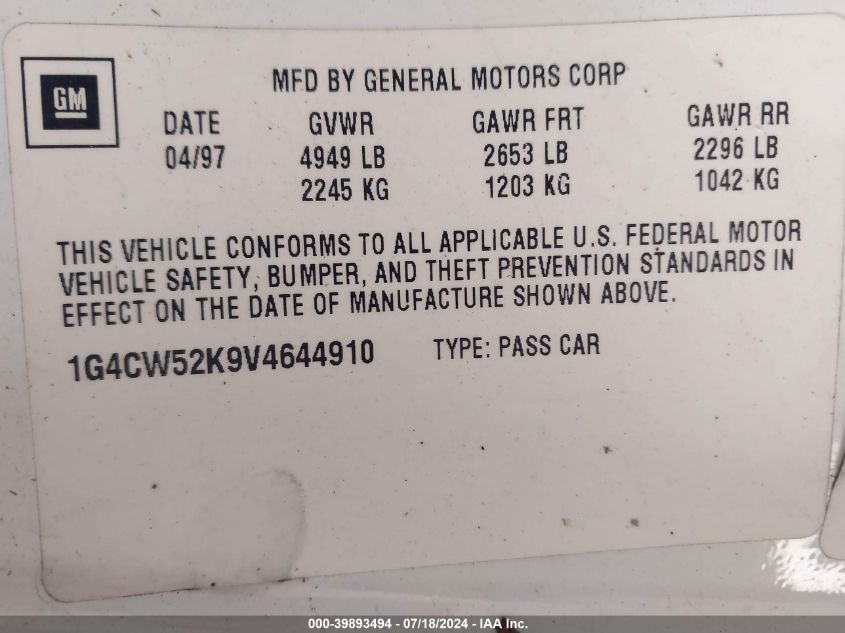 MFD BY GENERAL MOTORS CORP
GM
DATE GVWR GAWR FRT GAWR RR
04/97 4949 LB 2653 LB 2296 LB
2245 KG 1203 KG 1042 KG
THIS VEHICLE CONFORMS TO ALL APPLICABLE U.S. FEDERAL MOTOR
VEHICLE SAFETY, BUMPER, AND THEFT PREVENTION STANDARDS IN
EFFECT ON THE DATE OF MANUFACTURE SHOWN ABOVE.
1G4CW52K9V4644910 TYPE: PASS CAR
000-39893494 - 07/18/2024 - IAA Inc.